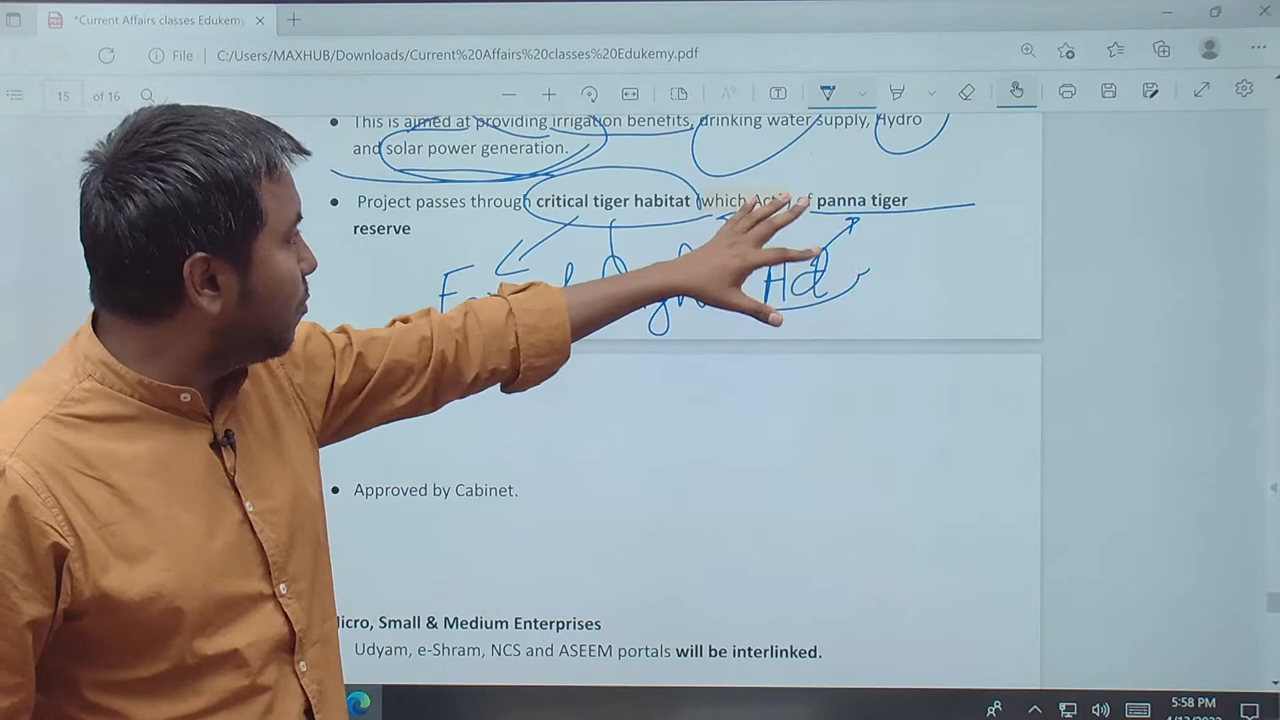 *Current Affairs classes Edukemy
File C:/Users/MAXHUB/Downloads/Current%20Affairs%20classes%20Edukemy.pdf
15 of 16
This is aimed at providing irrigation benefits, drinking water supply, Hydro
and solar power generation.
Project passes through critical tiger habitat (which of panna tiger
reserve
Approved by Cabinet.
Micro, Small & Medium Enterprises
Udyam, e-Shram, NCS and ASEEM portals will be interlinked.
5:58 PM